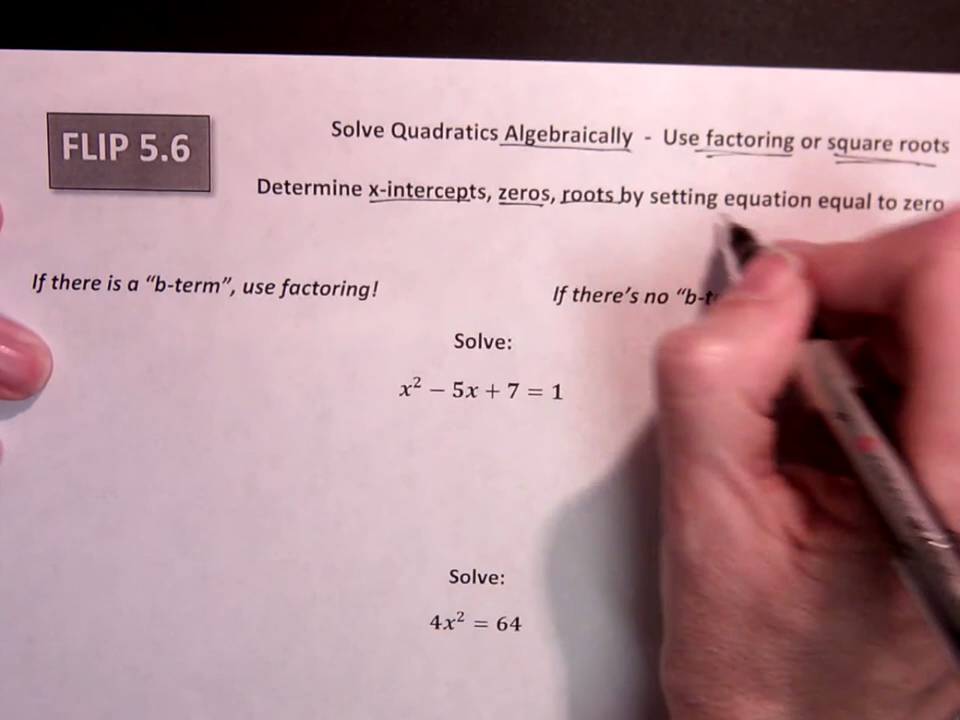 FLIP 5.6
Solve Quadratics Algebraically - Use factoring or square roots
Determine x-intercepts, zeros, roots by setting equation equal to zero
If there is a “b-term”, use factoring!
If there’s no
Solve:
x² − 5x + 7 = 1
Solve:
4x² = 64